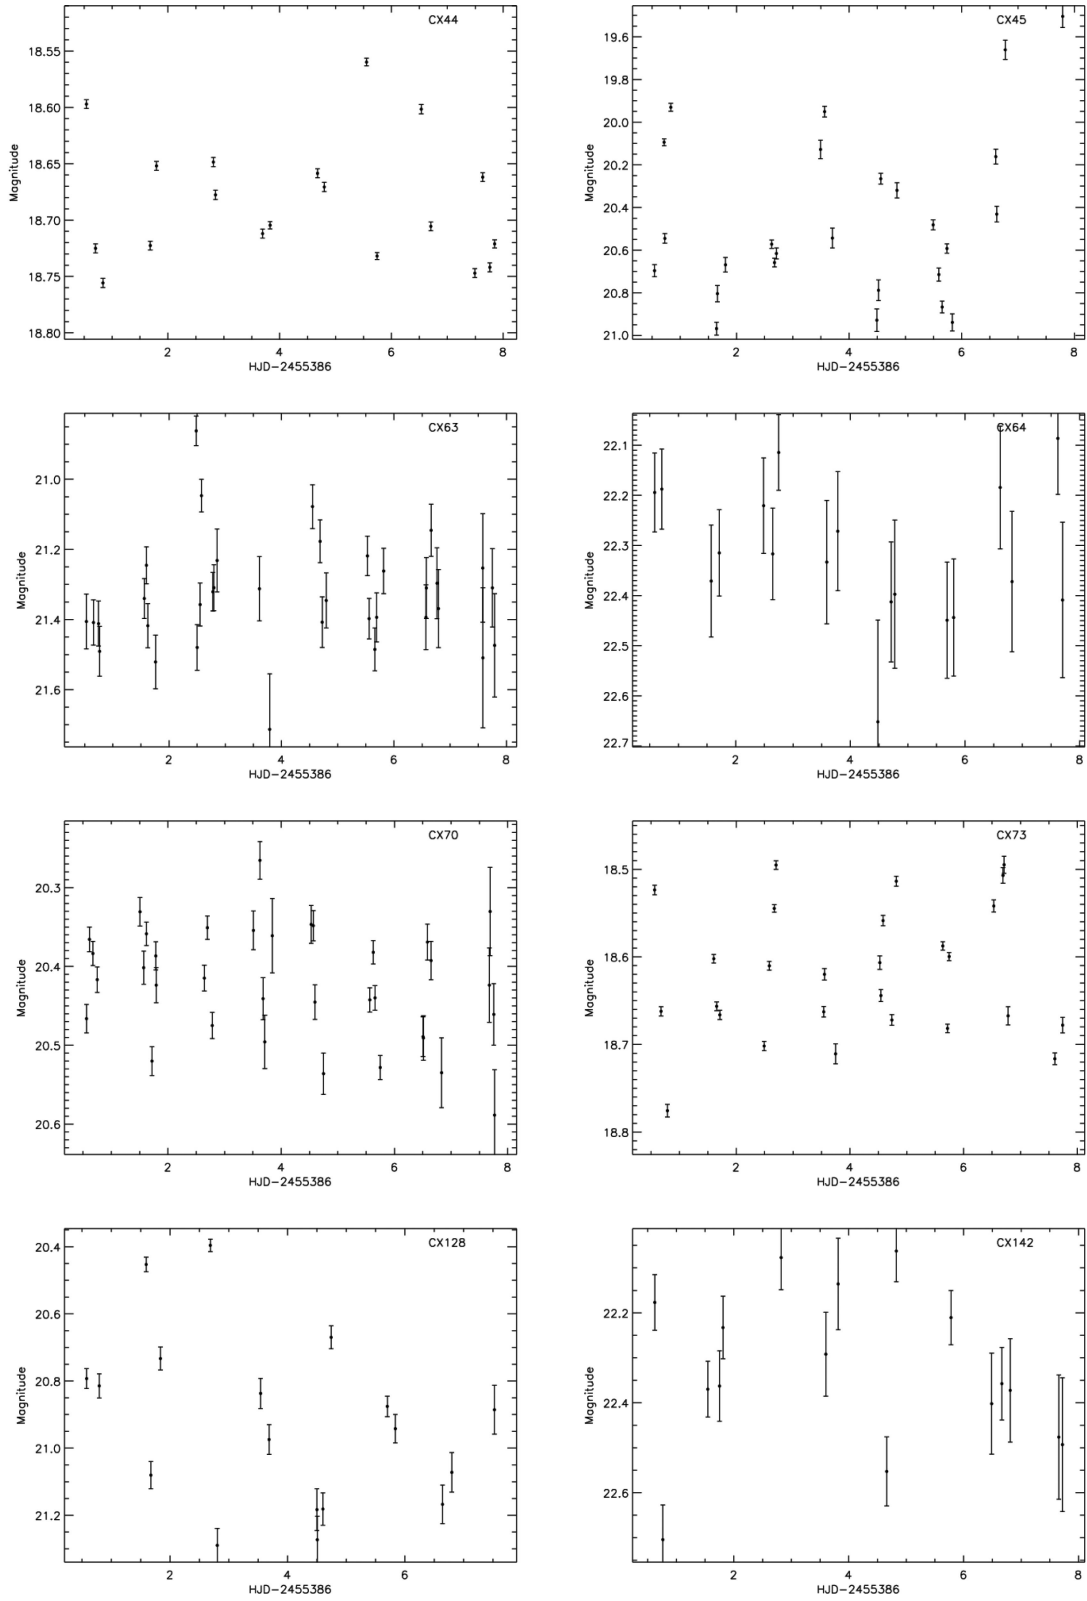 CX44
18.55
18.60
18.65
18.70
18.75
18.80
Magnitude
2 4 6 8
HJD-2455386
CX45
19.6
19.8
20.0
20.2
20.4
20.6
20.8
21.0
Magnitude
2 4 6 8
HJD-2455386
CX63
21.0
21.2
21.4
21.6
Magnitude
2 4 6 8
HJD-2455386
CX64
22.1
22.2
22.3
22.4
22.5
22.6
22.7
Magnitude
2 4 6 8
HJD-2455386
CX70
20.3
20.4
20.5
20.6
Magnitude
2 4 6 8
HJD-2455386
CX73
18.5
18.6
18.7
18.8
Magnitude
2 4 6 8
HJD-2455386
CX128
20.4
20.6
20.8
21.0
21.2
Magnitude
2 4 6
HJD-2455386
CX142
22.2
22.4
22.6
Magnitude
2 4 6 8
HJD-2455386